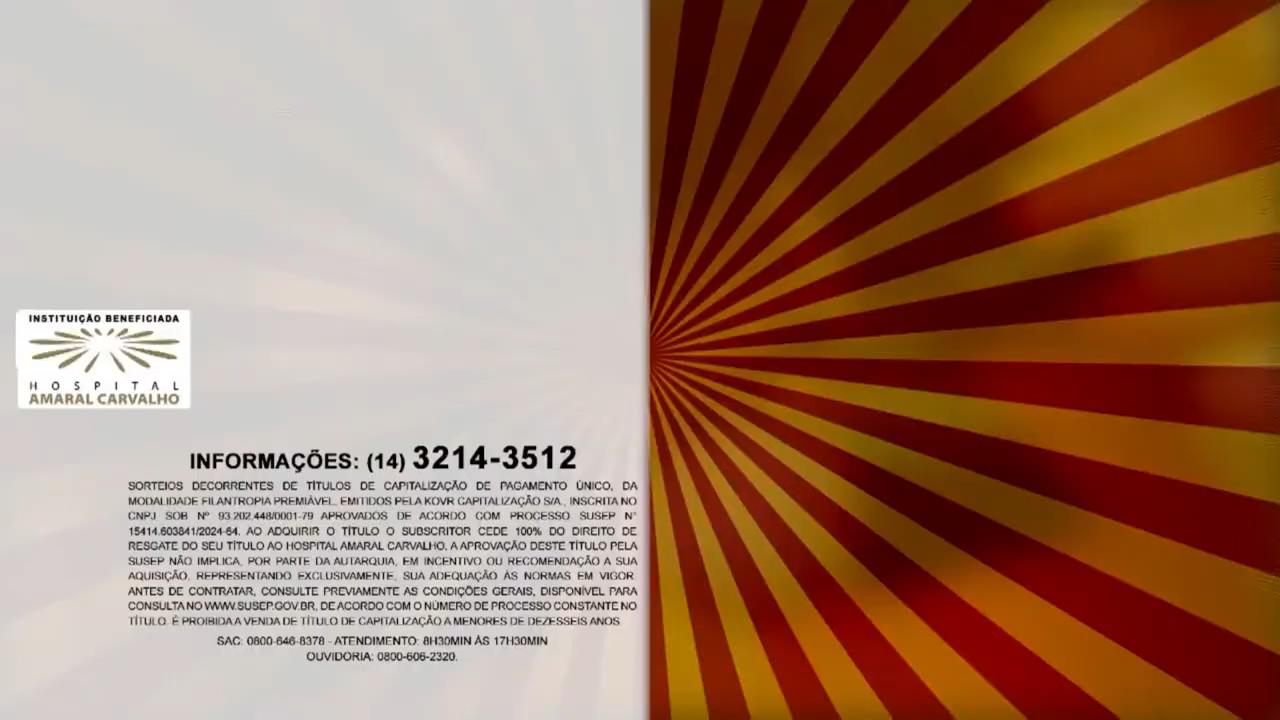 INSTITUIÇÃO BENEFICIADA
HOSPITAL
AMARAL CARVALHO
INFORMAÇÕES: (14) 3214-3512
SORTEIOS DECORRENTES DE TÍTULOS DE CAPITALIZAÇÃO DE PAGAMENTO ÚNICO, DA
MODALIDADE FILANTROPIA PREMIÁVEL, EMITIDOS PELA KOVR CAPITALIZAÇÃO S/A., INSCRITA NO
CNPJ SOB Nº 93.202.448/0001-79 APROVADOS DE ACORDO COM PROCESSO SUSEP N°
15414.603841/2024-64. AO ADQUIRIR O TÍTULO O SUBSCRITOR CEDE 100% DO DIREITO DE
RESGATE DO SEU TÍTULO AO HOSPITAL AMARAL CARVALHO. A APROVAÇÃO DESTE TÍTULO PELA
SUSEP NÃO IMPLICA, POR PARTE DA AUTARQUIA, EM INCENTIVO OU RECOMENDAÇÃO A SUA
AQUISIÇÃO, REPRESENTANDO EXCLUSIVAMENTE, SUA ADEQUAÇÃO ÀS NORMAS EM VIGOR.
ANTES DE CONTRATAR, CONSULTE PREVIAMENTE AS CONDIÇÕES GERAIS, DISPONÍVEL PARA
CONSULTA NO WWW.SUSEP.GOV.BR, DE ACORDO COM O NÚMERO DE PROCESSO CONSTANTE NO
TÍTULO. É PROIBIDA A VENDA DE TÍTULO DE CAPITALIZAÇÃO A MENORES DE DEZESSEIS ANOS.
SAC: 0800-646-8378 - ATENDIMENTO: 8H30MIN ÀS 17H30MIN
OUVIDORIA: 0800-606-2320.